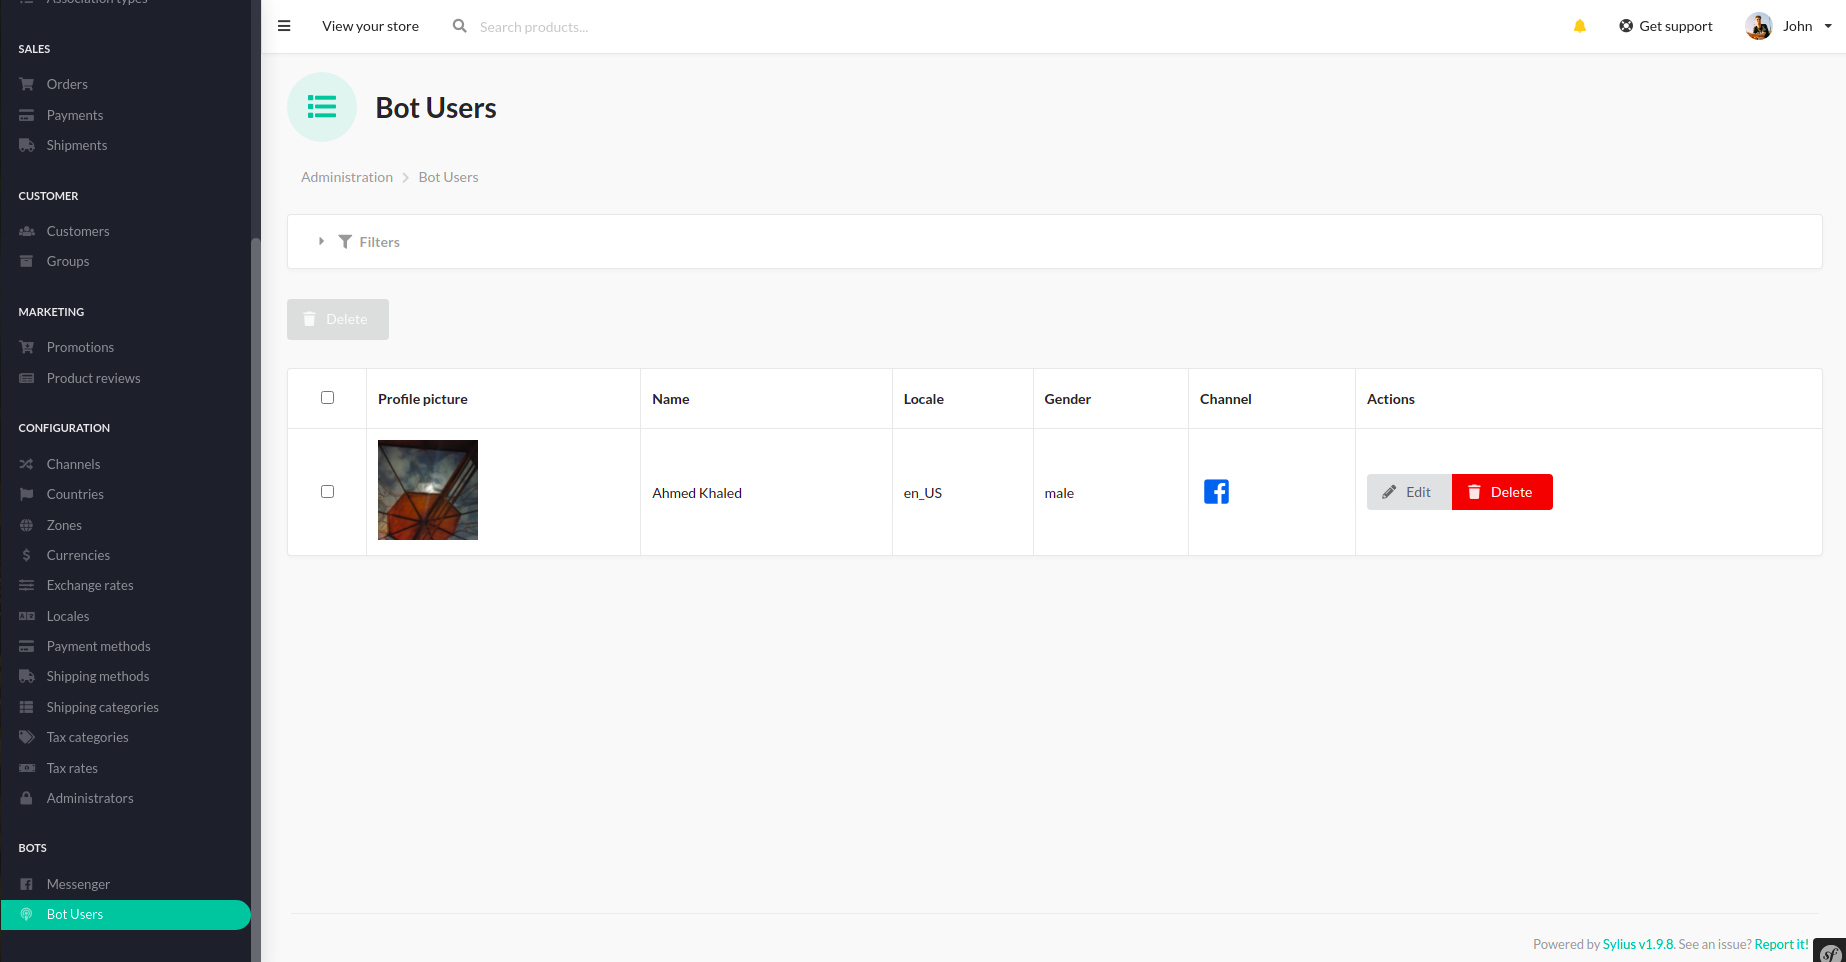 Association types
SALES
Orders
Payments
Shipments
CUSTOMER
Customers
Groups
MARKETING
Promotions
Product reviews
CONFIGURATION
Channels
Countries
Zones
Currencies
Exchange rates
Locales
Payment methods
Shipping methods
Shipping categories
Tax categories
Tax rates
Administrators
BOTS
Messenger
Bot Users
View your store
Search products...
Get support
John
Bot Users
Administration
Bot Users
Filters
Delete
Profile picture Name Locale Gender Channel Actions
Ahmed Khaled en_US male Edit Delete
Powered by Sylius v1.9.8. See an issue? Report it!
sf